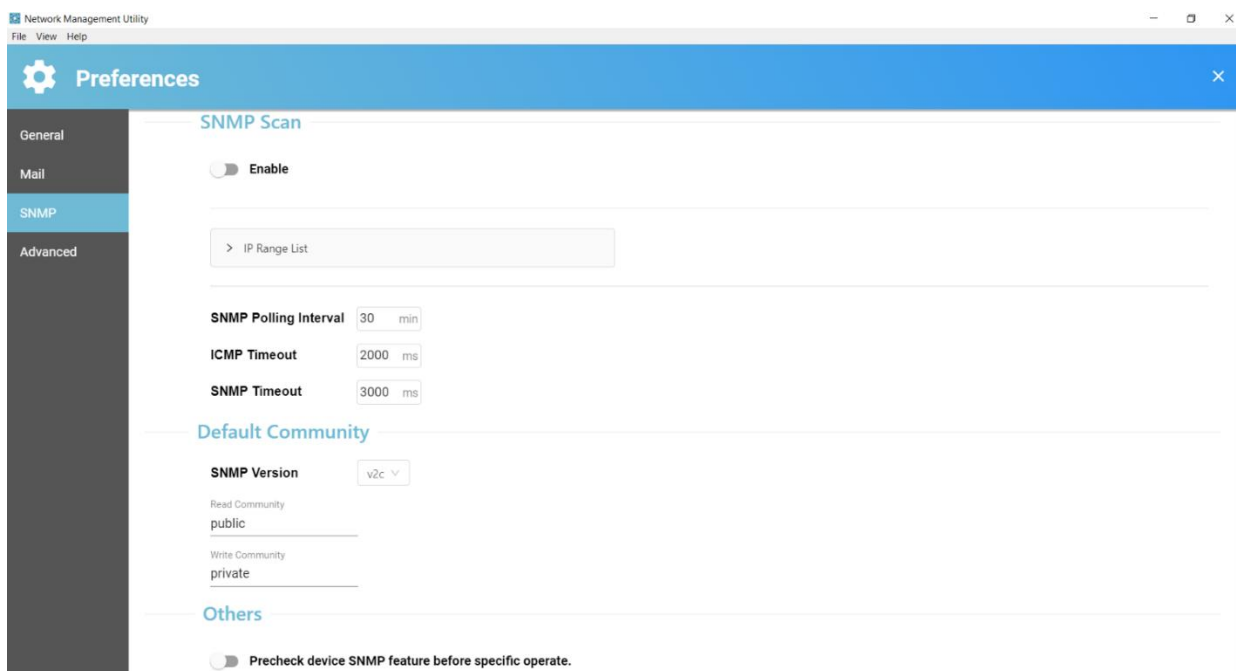 Network Management Utility
File View Help
Preferences
General
Mail
SNMP
Advanced
SNMP Scan
Enable
IP Range List
SNMP Polling Interval 30 min
ICMP Timeout 2000 ms
SNMP Timeout 3000 ms
Default Community
SNMP Version v2c
Read Community
public
Write Community
private
Others
Precheck device SNMP feature before specific operate.